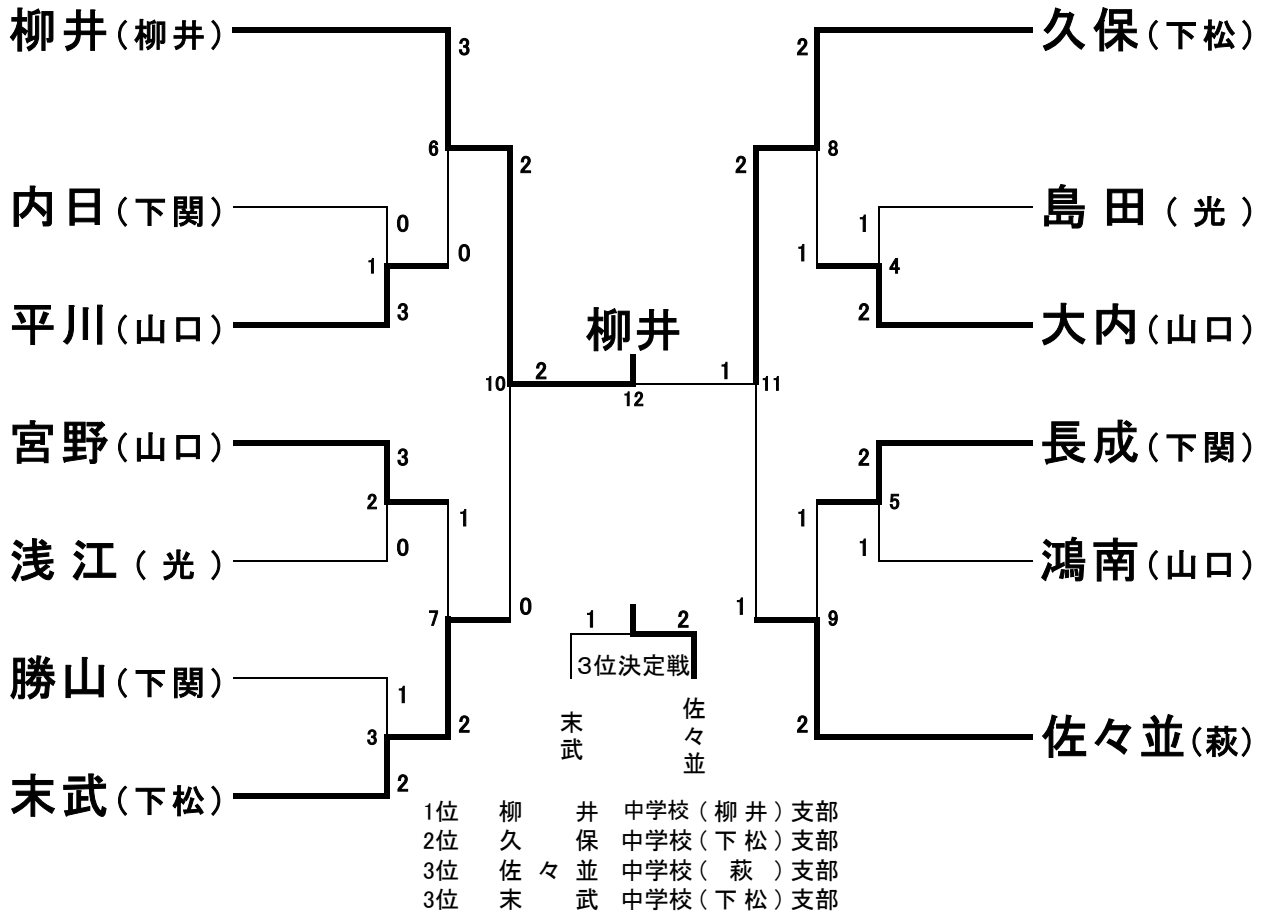 柳井(柳井)
3
6
2
内日(下関)
0
0
1
平川(山口)
3
宮野(山口)
3
2
1
浅江(光)
0
7
0
勝山(下関)
1
3
2
末武(下松)
2
10
2
柳井
12
1
11
久保(下松)
2
8
2
島田(光)
1
1
4
大内(山口)
2
長成(下関)
2
5
1
鴻南(山口)
1
9
1
佐々並(萩)
2
1
2
3位決定戦
末武
佐々並
1位 柳井 中学校(柳井)支部
2位 久保 中学校(下松)支部
3位 佐々並 中学校(萩)支部
3位 末武 中学校(下松)支部